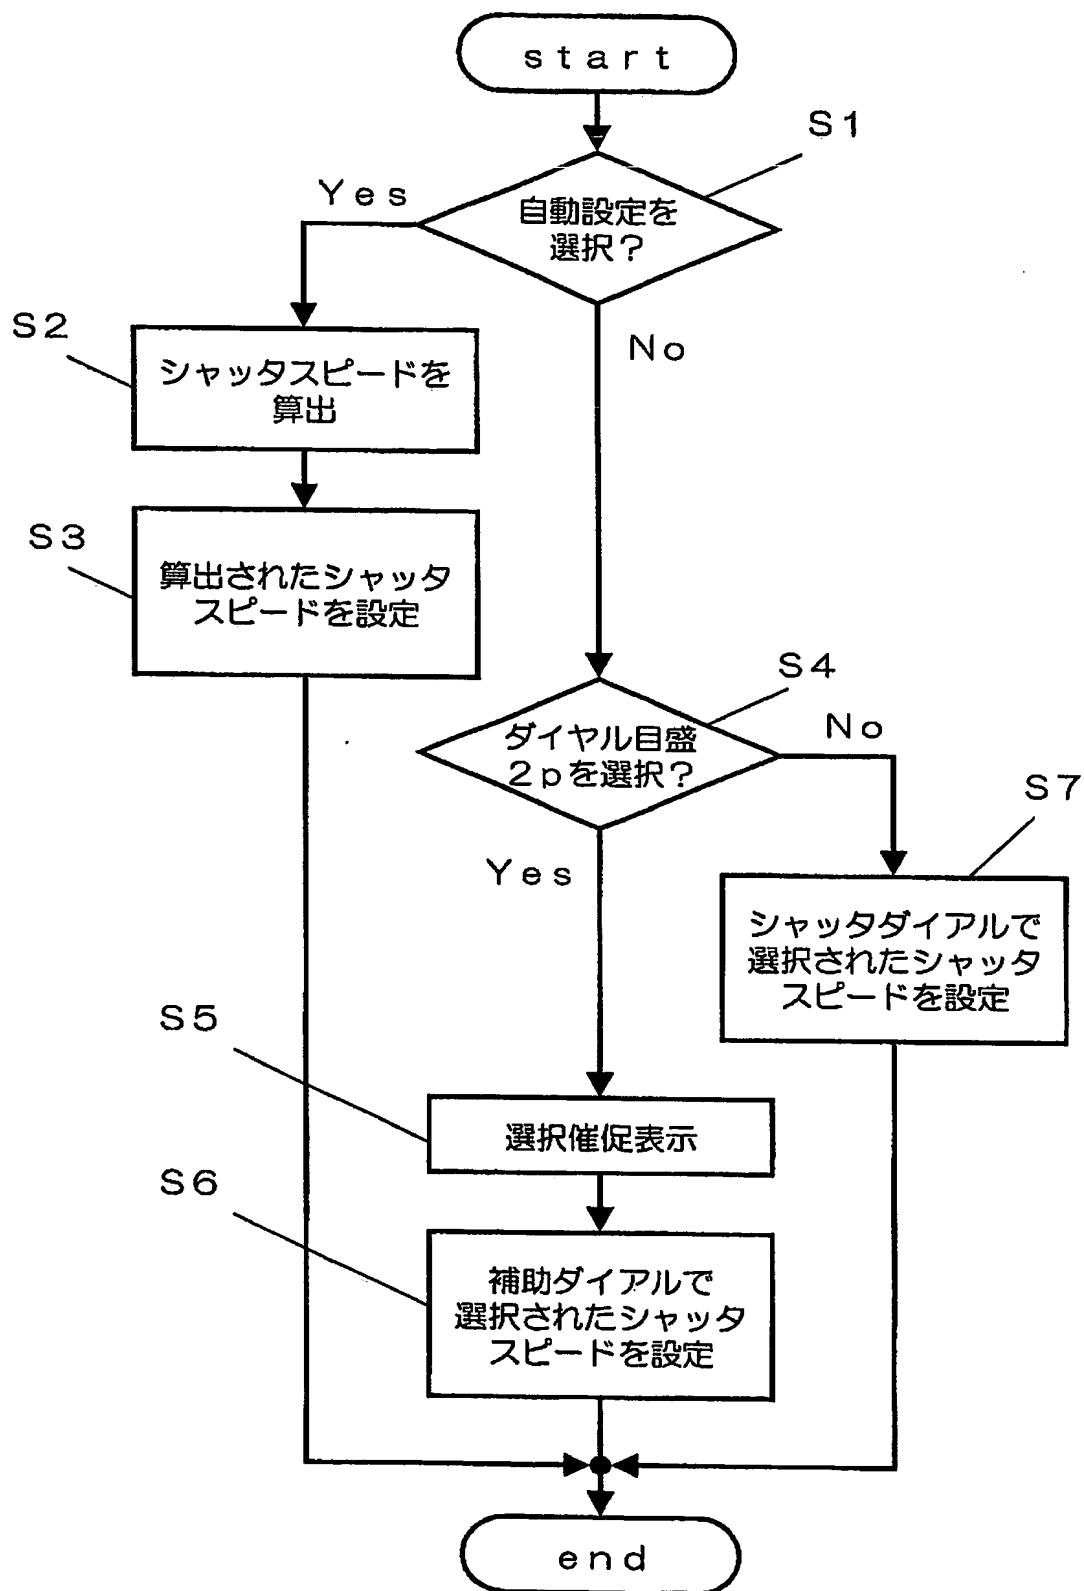 start
S1
Yes
自動設定を
選択?
No
S2
シャッタスピードを
算出
S3
算出されたシャッタ
スピードを設定
S4
ダイヤル目盛
2pを選択?
No
Yes
S7
シャッタダイアルで
選択されたシャッタ
スピードを設定
S5
選択催促表示
S6
補助ダイアルで
選択されたシャッタ
スピードを設定
end